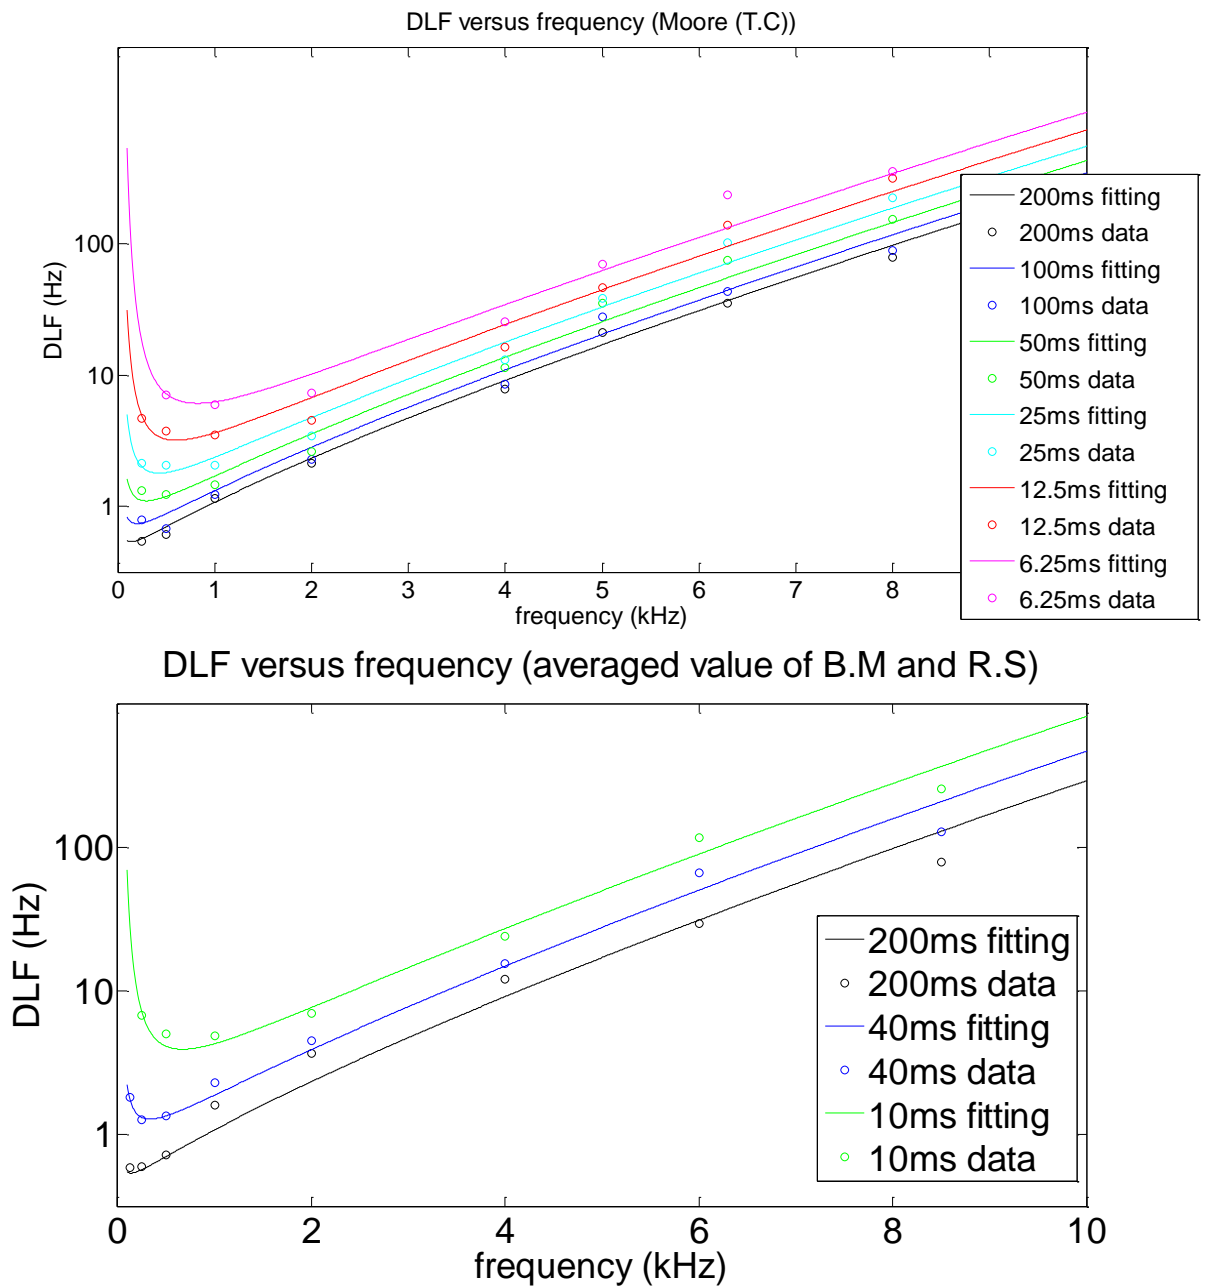 DLF versus frequency (Moore (T.C))
100
10
1
DLF (Hz)
0 1 2 3 4 5 6 7 8
frequency (kHz)
200ms fitting
200ms data
100ms fitting
100ms data
50ms fitting
50ms data
25ms fitting
25ms data
12.5ms fitting
12.5ms data
6.25ms fitting
6.25ms data
DLF versus frequency (averaged value of B.M and R.S)
100
10
1
DLF (Hz)
0 2 4 6 8 10
frequency (kHz)
200ms fitting
200ms data
40ms fitting
40ms data
10ms fitting
10ms data